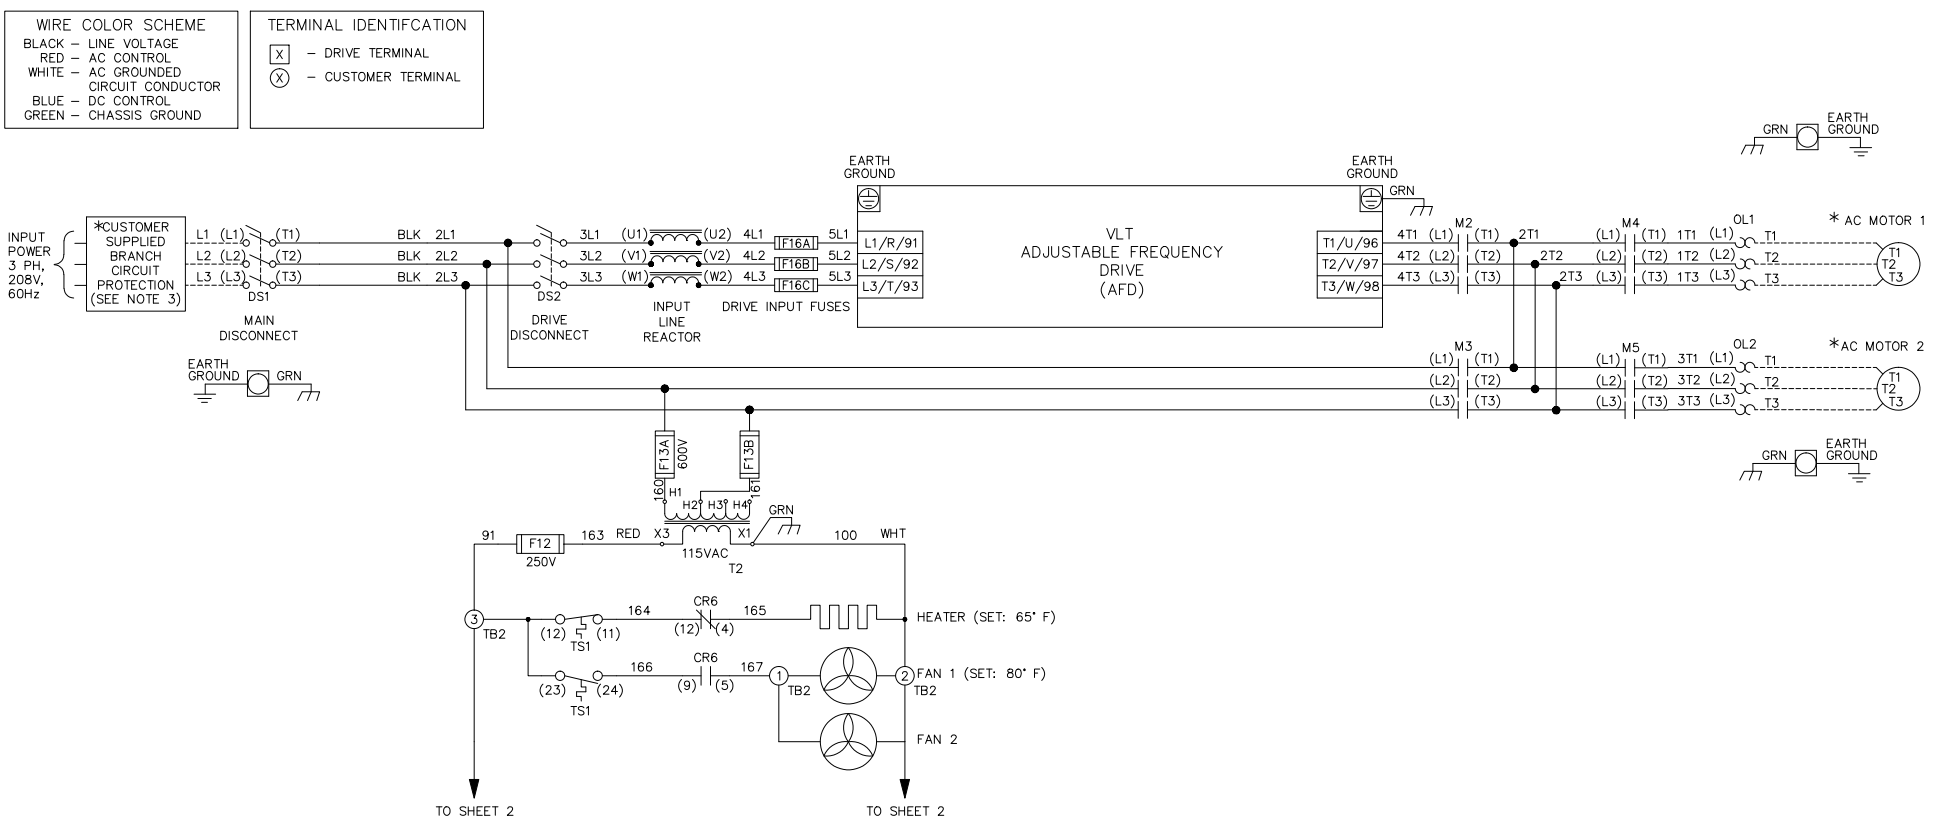 WIRE COLOR SCHEME
BLACK – LINE VOLTAGE
RED – AC CONTROL
WHITE – AC GROUNDED
CIRCUIT CONDUCTOR
BLUE – DC CONTROL
GREEN – CHASSIS GROUND
TERMINAL IDENTIFCATION
X – DRIVE TERMINAL
X – CUSTOMER TERMINAL
GRN
EARTH
GROUND
EARTH
GROUND
EARTH
GROUND
GRN
INPUT
POWER
3 PH,
208V,
60Hz
*CUSTOMER
SUPPLIED
BRANCH
CIRCUIT
PROTECTION
(SEE NOTE 3)
L1 (L1) (T1) BLK 2L1 3L1 (U1) (U2) 4L1 F16A 5L1 L1/R/91
L2 (L2) (T2) BLK 2L2 3L2 (V1) (V2) 4L2 F16B 5L2 L2/S/92
L3 (L3) (T3) BLK 2L3 3L3 (W1) (W2) 4L3 F16C 5L3 L3/T/93
DS1
MAIN
DISCONNECT
DS2
DRIVE
DISCONNECT
INPUT
LINE
REACTOR
DRIVE INPUT FUSES
VLT
ADJUSTABLE FREQUENCY
DRIVE
(AFD)
M2 M4 OL1 * AC MOTOR 1
T1/U/96 4T1 (L1) (T1) 2T1 (L1) (T1) 1T1 (L1) T1
T2/V/97 4T2 (L2) (T2) 2T2 (L2) (T2) 1T2 (L2) T2
T3/W/98 4T3 (L3) (T3) 2T3 (L3) (T3) 1T3 (L3) T3
T1
T2
T3
EARTH
GROUND
GRN
M3 M5 OL2 *AC MOTOR 2
(L1) (T1) (L1) (T1) 3T1 (L1) T1
(L2) (T2) (L2) (T2) 3T2 (L2) T2
(L3) (T3) (L3) (T3) 3T3 (L3) T3
T1
T2
T3
GRN
EARTH
GROUND
F13A
600V
F13B
160
161
H1
H2
H3
H4
GRN
91 F12 163 RED X3 X1 100 WHT
250V
115VAC
T2
3
TB2
(12) (11)
TS1
164
CR6
(12) (4)
165
HEATER (SET: 65° F)
(23) (24)
TS1
166
CR6
(9) (5)
167
1
TB2
2
TB2
FAN 1 (SET: 80° F)
FAN 2
TO SHEET 2
TO SHEET 2